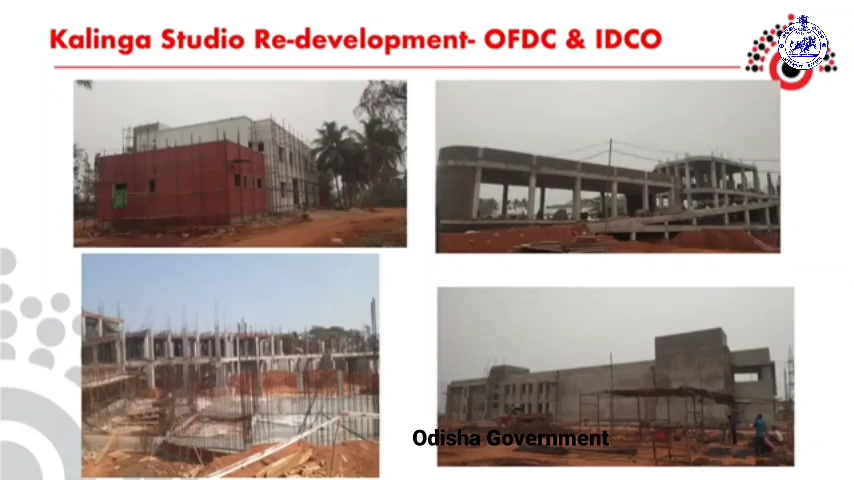 Kalinga Studio Re-development- OFDC & IDCO
Odisha Government